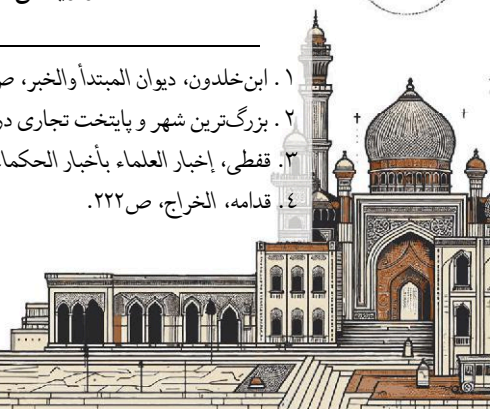 ۱. ابن‌خلدون، دیوان المبتدأ والخبر، ص
۲. بزرگ‌ترین شهر و پایتخت تجاری در
۳. قفطی، إخبار العلماء بأخبار الحکما
٤. قدامه، الخراج، ص۲۲۲.